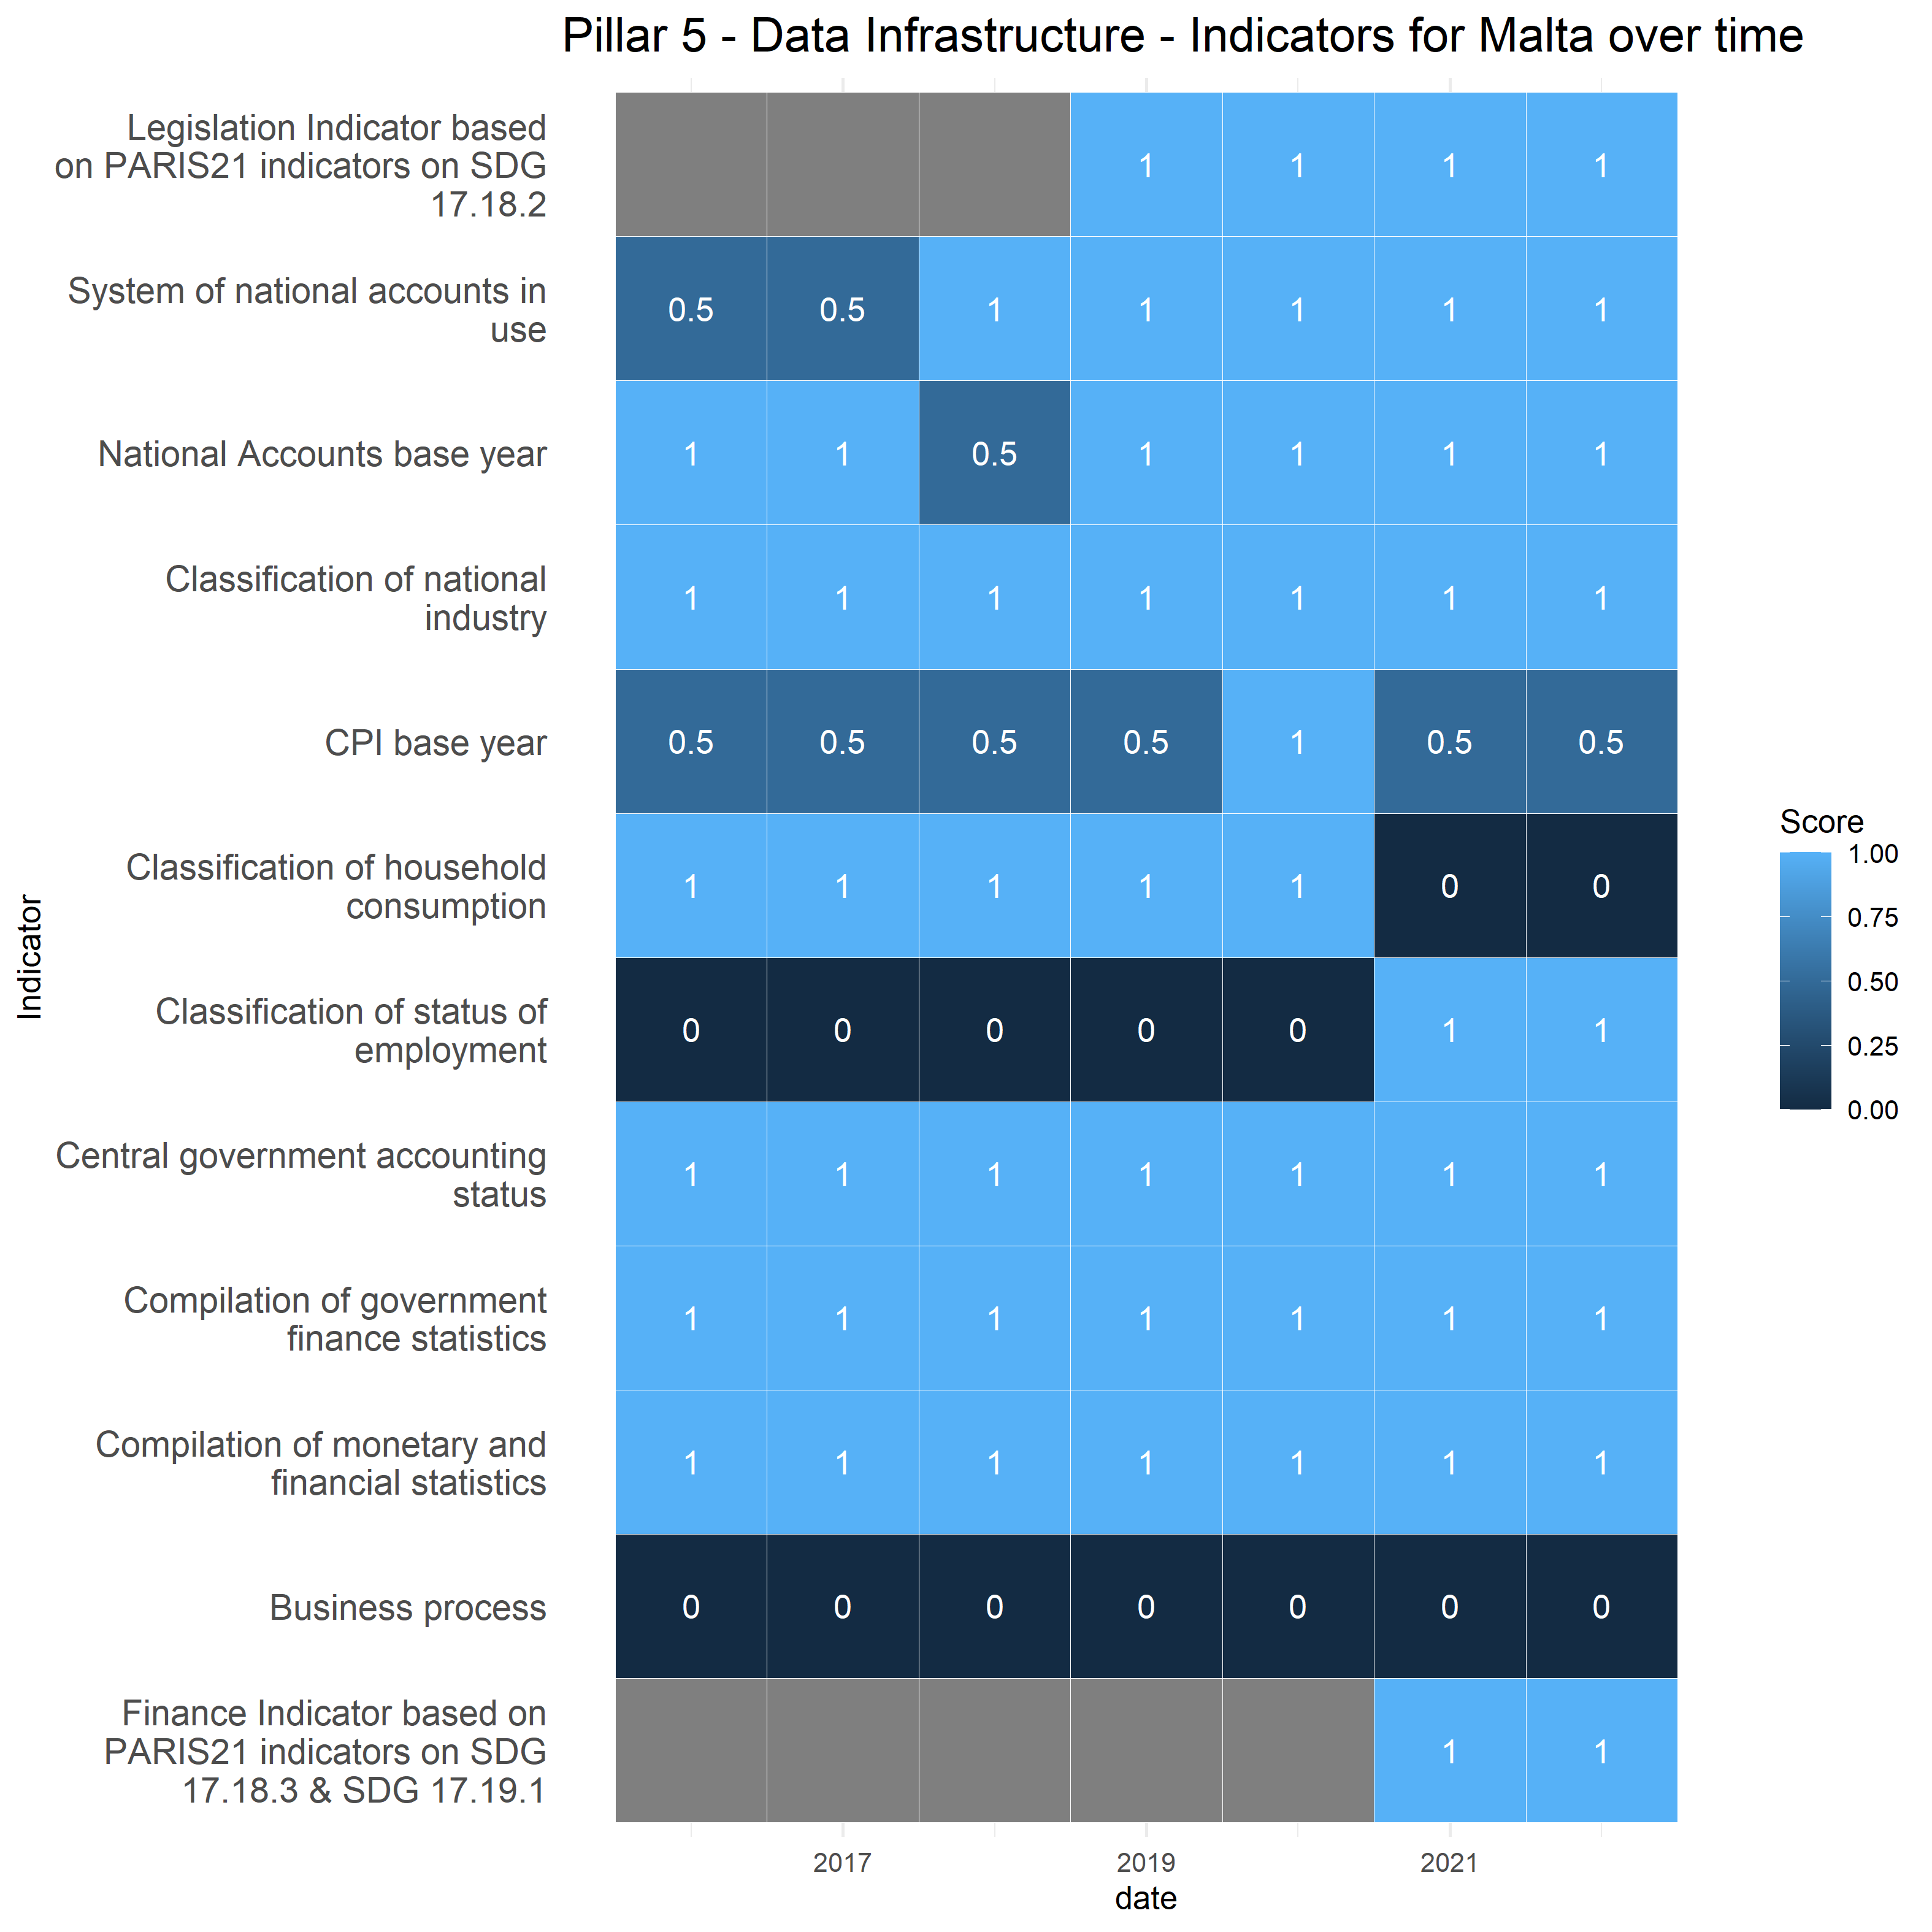 Pillar 5 - Data Infrastructure - Indicators for Malta over time
Legislation Indicator based
on PARIS21 indicators on SDG
17.18.2
1 1 1 1
System of national accounts in
use
0.5 0.5 1 1 1 1 1
National Accounts base year
1 1 0.5 1 1 1 1
Classification of national
industry
1 1 1 1 1 1 1
CPI base year
0.5 0.5 0.5 0.5 1 0.5 0.5
Classification of household
consumption
1 1 1 1 1 0 0
Classification of status of
employment
0 0 0 0 0 1 1
Central government accounting
status
1 1 1 1 1 1 1
Compilation of government
finance statistics
1 1 1 1 1 1 1
Compilation of monetary and
financial statistics
1 1 1 1 1 1 1
Business process
0 0 0 0 0 0 0
Finance Indicator based on
PARIS21 indicators on SDG
17.18.3 & SDG 17.19.1
1 1
2017 2019 2021
date
Indicator
Score
1.00
0.75
0.50
0.25
0.00